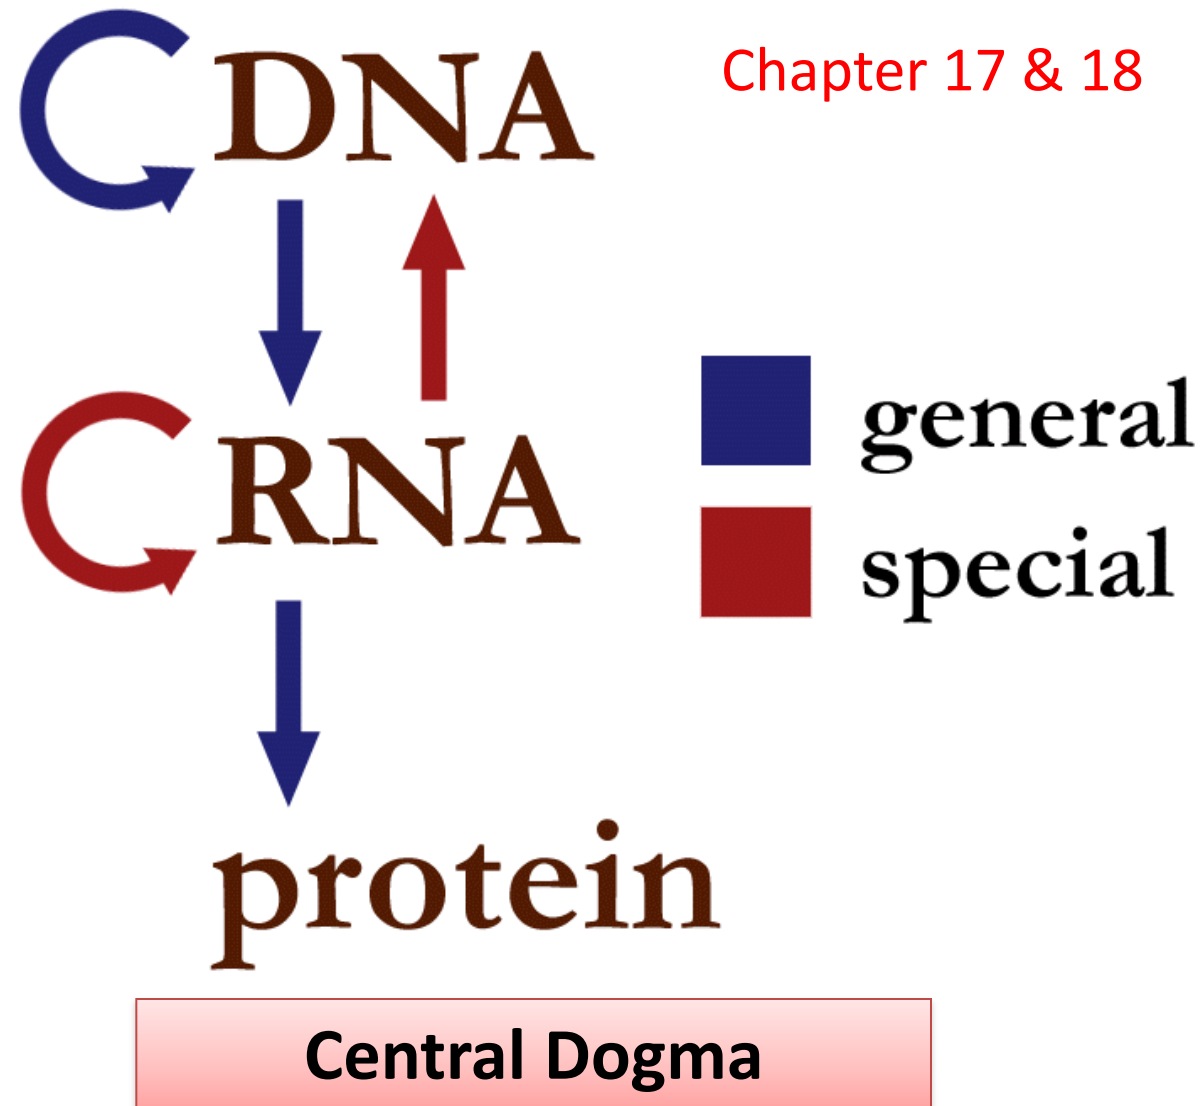 DNA
Chapter 17 & 18
RNA
general
special
protein
Central Dogma